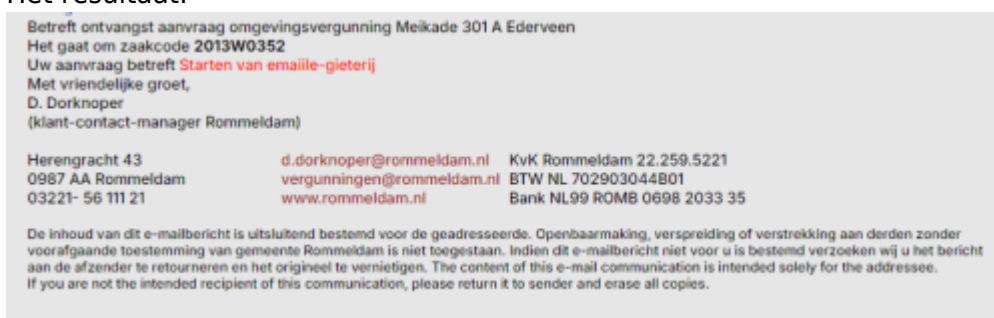 Het resultaat:
Betreft ontvangst aanvraag omgevingsvergunning Meikade 301 A Ederveen
Het gaat om zaakcode 2013W0352
Uw aanvraag betreft Starten van emaille-gieterij
Met vriendelijke groet,
D. Dorknoper
(klant-contact-manager Rommeldam)
Herengracht 43 d.dorknoper@rommeldam.nl KvK Rommeldam 22.259.5221
0987 AA Rommeldam vergunningen@rommeldam.nl BTW NL 702903044B01
03221- 56 111 21 www.rommeldam.nl Bank NL99 ROMB 0698 2033 35
De inhoud van dit e-mailbericht is uitsluitend bestemd voor de geadresseerde. Openbaarmaking, verspreiding of verstrekking aan derden zonder
voorafgaande toestemming van gemeente Rommeldam is niet toegestaan. Indien dit e-mailbericht niet voor u is bestemd verzoeken wij u het bericht
aan de afzender te retourneren en het origineel te vernietigen. The content of this e-mail communication is intended solely for the addressee.
If you are not the intended recipient of this communication, please return it to sender and erase all copies.